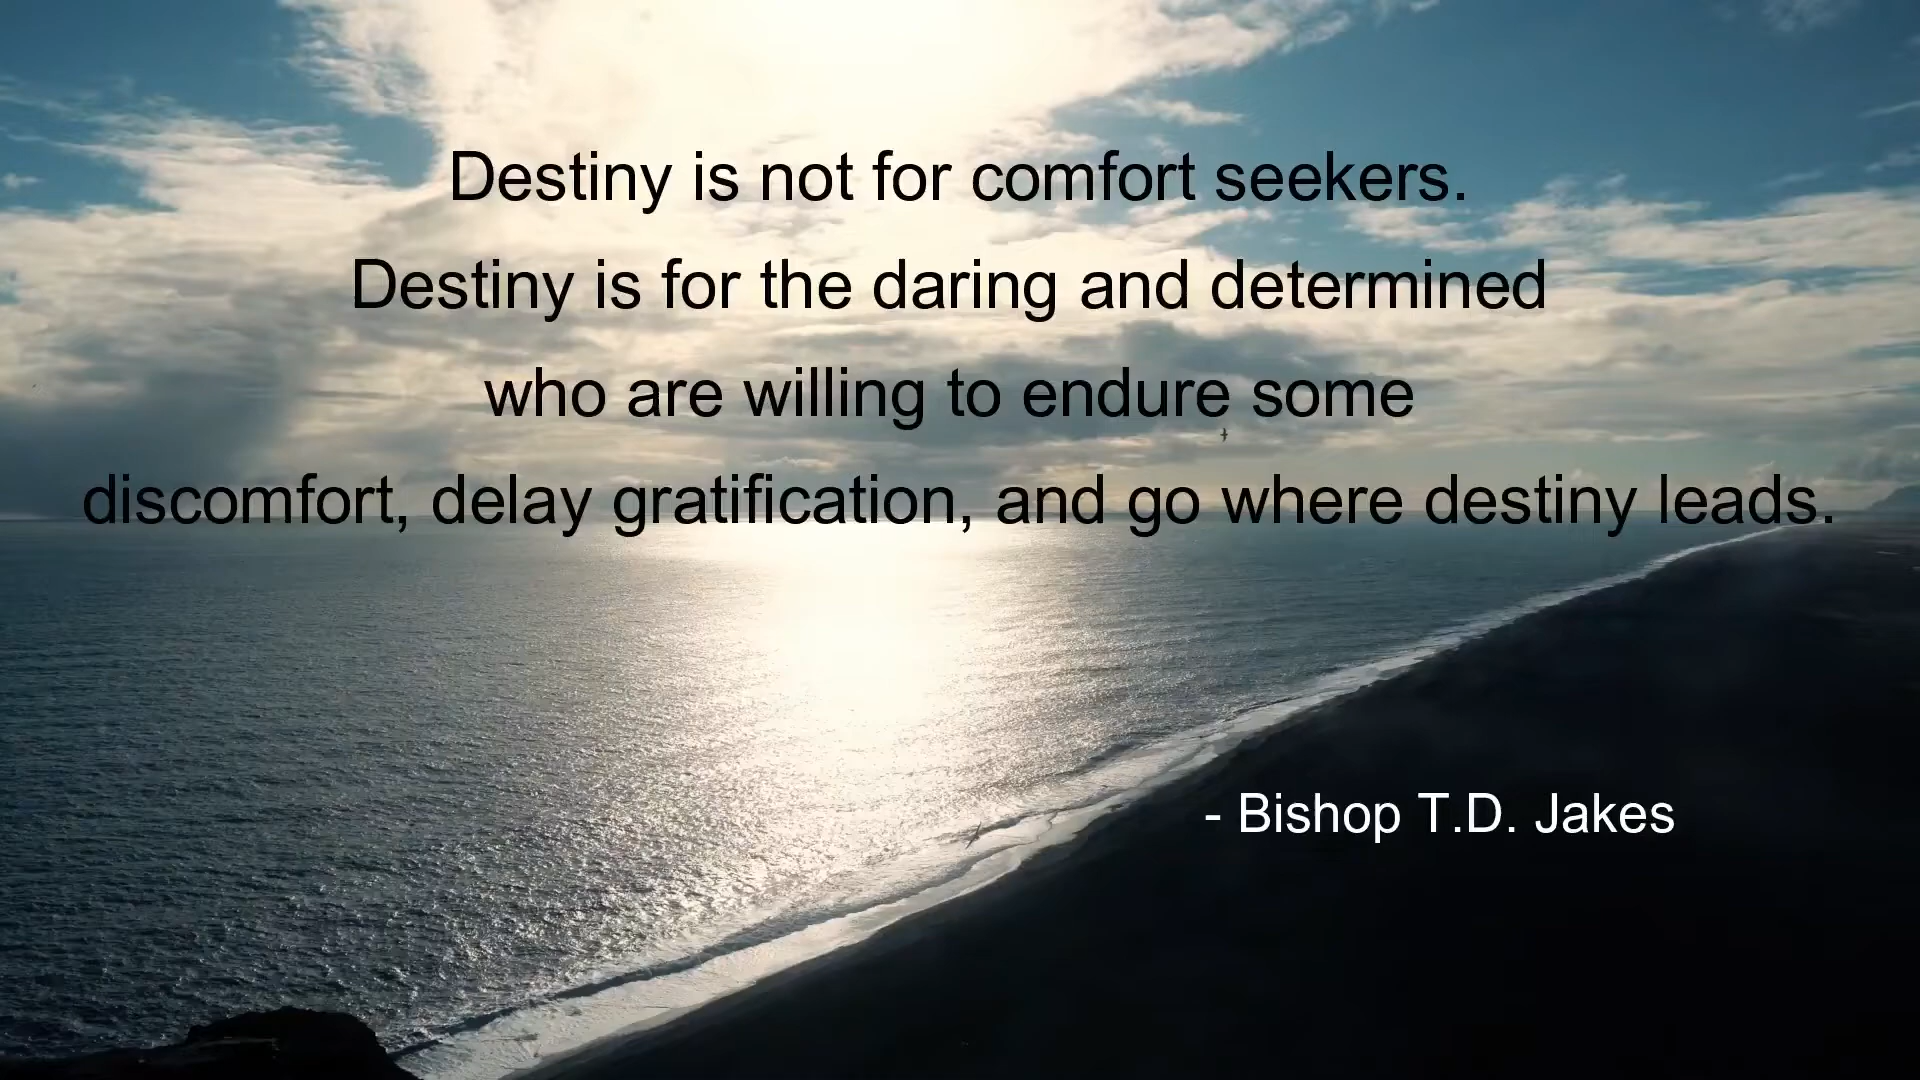 Destiny is not for comfort seekers.
Destiny is for the daring and determined
who are willing to endure some
discomfort, delay gratification, and go where destiny leads.
- Bishop T.D. Jakes